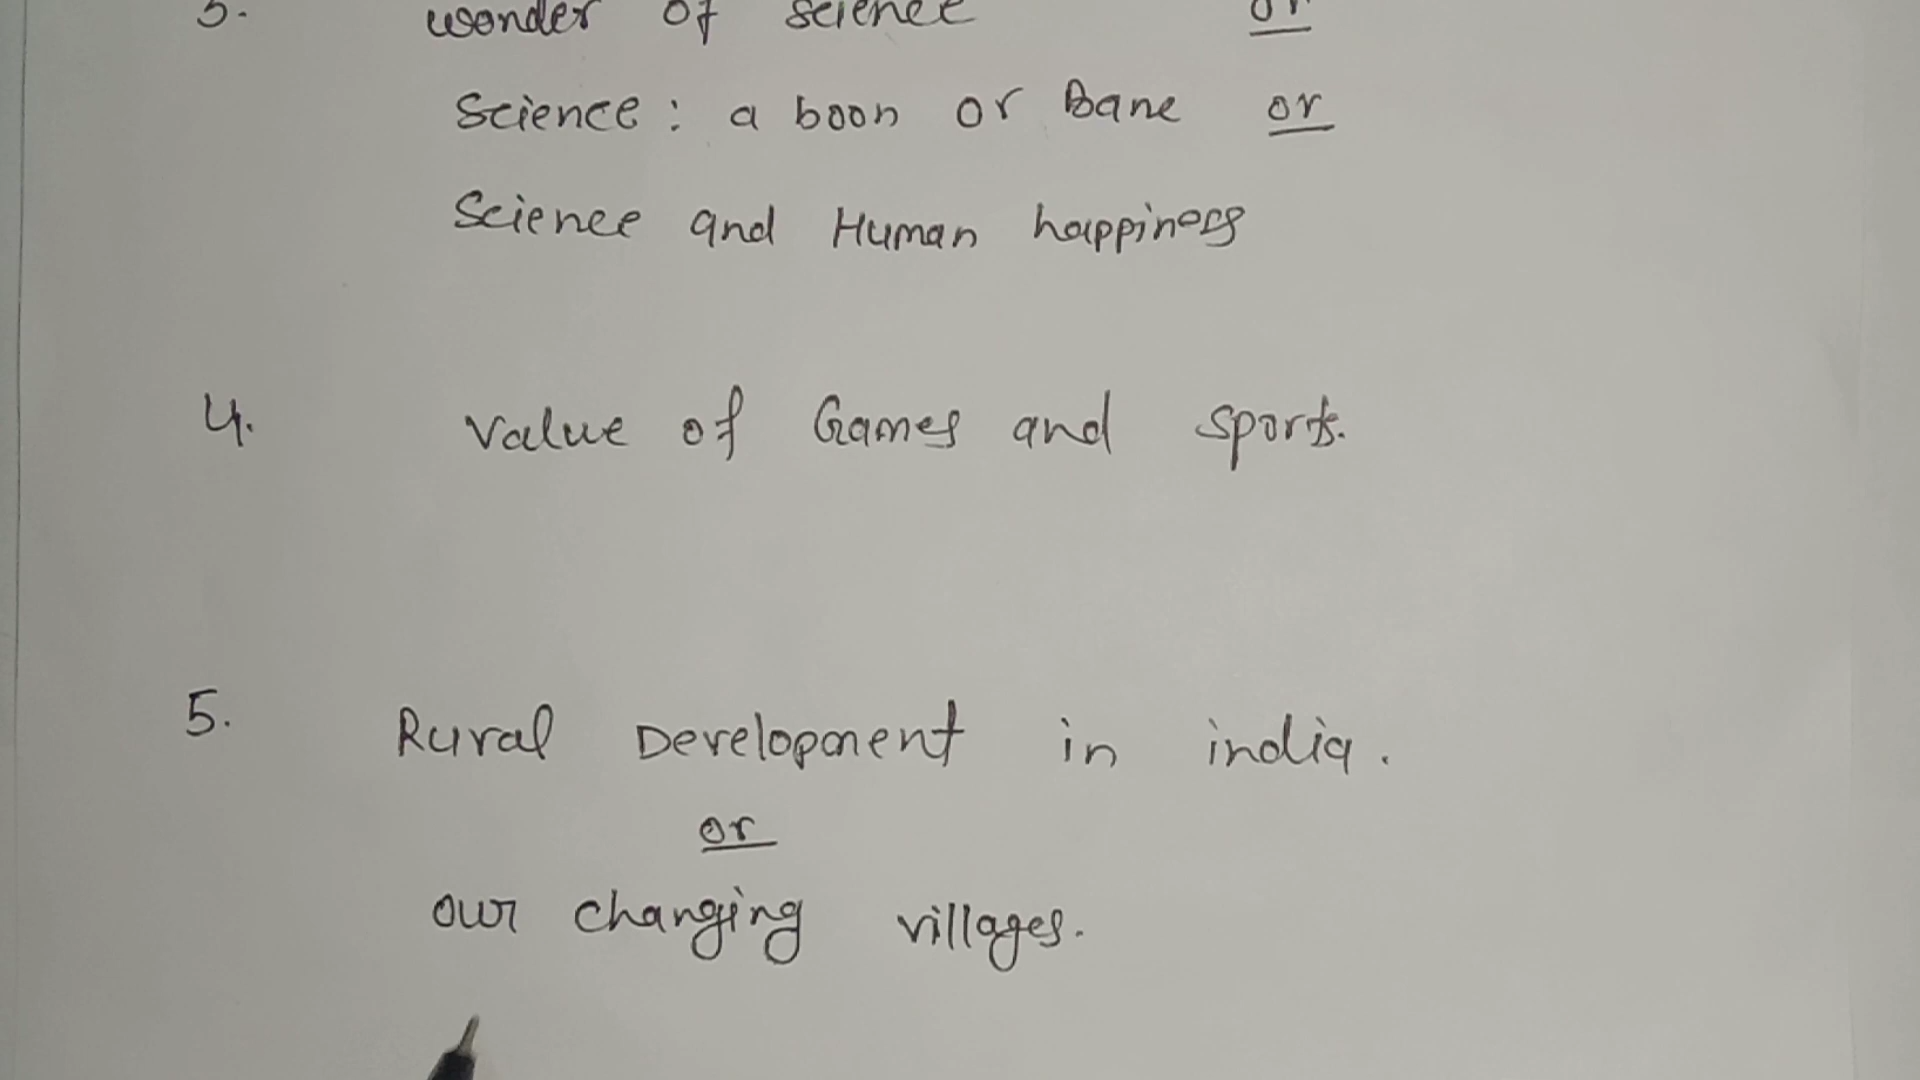 3. wonder of science or
Science : a boon or Bane or
Science and Human happiness
4. Value of Games and sports.
5. Rural Development in india.
or
our changing villages.